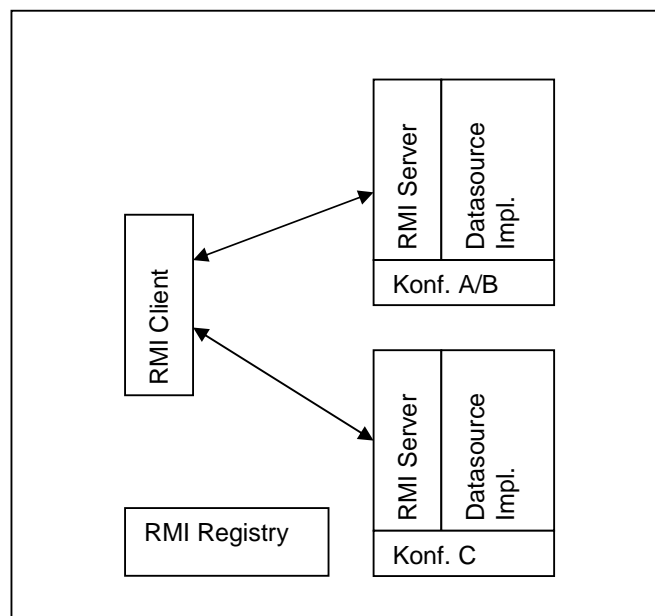 RMI Server
Datasource
Impl.
Konf. A/B
RMI Client
RMI Server
Datasource
Impl.
Konf. C
RMI Registry